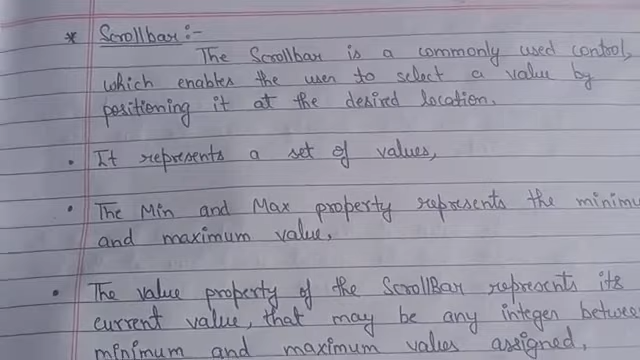 * Scrollbar:-
The Scrollbar is a commonly used control,
which enables the user to select a value by
positioning it at the desired location.
• It represents a set of values,
• The Min and Max property represents the minimu
and maximum value,
• The value property of the ScrollBar represents its
current value, that may be any integer between
minimum and maximum values assigned.